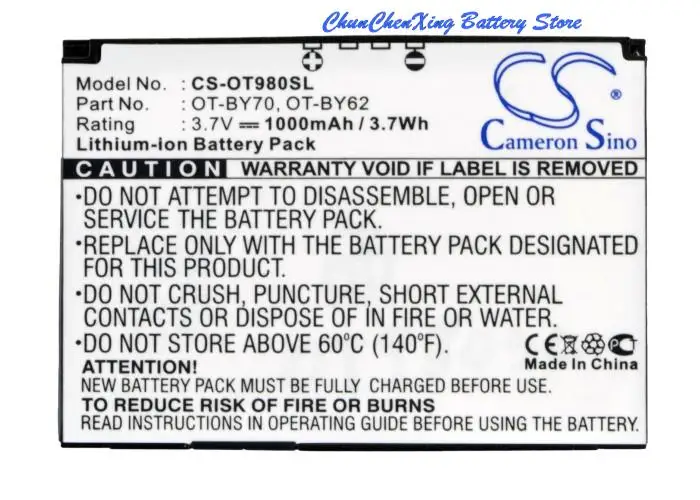 ChunChenXing Battery Store
Model No. : CS-OT980SL
Part No. : OT-BY70, OT-BY62
Rating : 3.7V 1000mAh / 3.7Wh
Lithium-ion Battery Pack
CS
®
Cameron Sino
CAUTION WARRANTY VOID IF LABEL IS REMOVED
•DO NOT ATTEMPT TO DISASSEMBLE, OPEN OR
SERVICE THE BATTERY PACK.
•REPLACE ONLY WITH THE BATTERY PACK DESIGNATED
FOR THIS PRODUCT.
•DO NOT CRUSH, PUNCTURE, SHORT EXTERNAL
CONTACTS, OR DISPOSE OF IN FIRE OR WATER.
•DO NOT STORE ABOVE 60°C (140°F).
CE
Made In China
ATTENTION!
NEW BATTERY PACK MUST BE FULLY CHARGED BEFORE USE.
TO REDUCE RISK OF FIRE OR BURNS
READ INSTRUCTIONS IN OPERATION MANUAL BEFORE USING THE BATTERY.